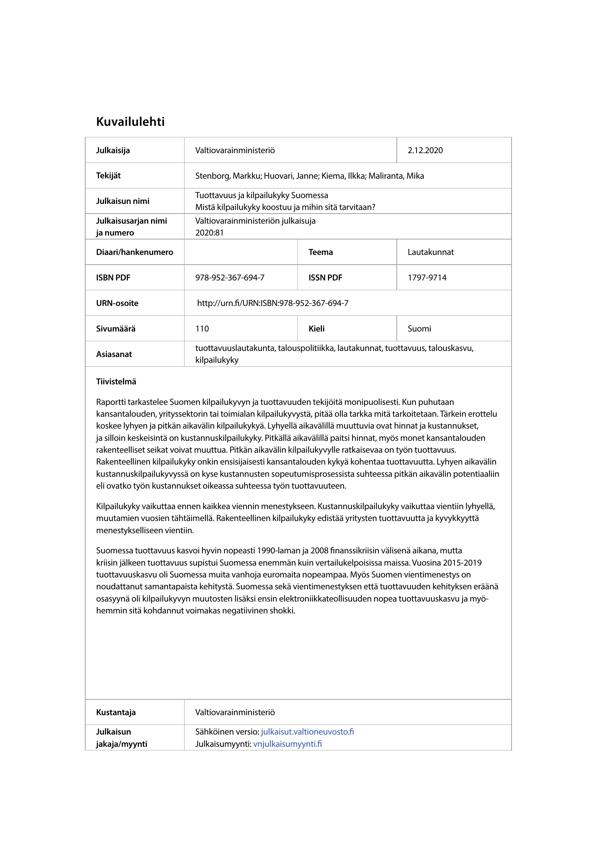 Kuvailulehti
Julkaisija Valtiovarainministeriö 2.12.2020
Tekijät Stenborg, Markku; Huovari, Janne; Kiema, Ilkka; Maliranta, Mika
Julkaisun nimi Tuottavuus ja kilpailukyky Suomessa
Mistä kilpailukyky koostuu ja mihin sitä tarvitaan?
Julkaisusarjan nimi Valtiovarainministeriön julkaisuja
ja numero 2020:81
Diaari/hankenumero Teema Lautakunnat
ISBN PDF 978-952-367-694-7 ISSN PDF 1797-9714
URN-osoite http://urn.fi/URN:ISBN:978-952-367-694-7
Sivumäärä 110 Kieli Suomi
Asiasanat tuottavuuslautakunta, talouspolitiikka, lautakunnat, tuottavuus, talouskasvu,
kilpailukyky
Tiivistelmä
Raportti tarkastelee Suomen kilpailukyvyn ja tuottavuuden tekijöitä monipuolisesti. Kun puhutaan
kansantalouden, yrityssektorin tai toimialan kilpailukyvystä, pitää olla tarkka mitä tarkoitetaan. Tärkein erottelu
koskee lyhyen ja pitkän aikavälin kilpailukykyä. Lyhyellä aikavälillä muuttuvia ovat hinnat ja kustannukset,
ja silloin keskeisintä on kustannuskilpailukyky. Pitkällä aikavälillä paitsi hinnat, myös monet kansantalouden
rakenteelliset seikat voivat muuttua. Pitkän aikavälin kilpailukyvylle ratkaisevaa on työn tuottavuus.
Rakenteellinen kilpailukyky onkin ensisijaisesti kansantalouden kykyä kohentaa tuottavuutta. Lyhyen aikavälin
kustannuskilpailukyvyssä on kyse kustannusten sopeutumisprosessista suhteessa pitkän aikavälin potentiaaliin
eli ovatko työn kustannukset oikeassa suhteessa työn tuottavuuteen.
Kilpailukyky vaikuttaa ennen kaikkea viennin menestykseen. Kustannuskilpailukyky vaikuttaa vientiin lyhyellä,
muutamien vuosien tähtäimellä. Rakenteellinen kilpailukyky edistää yritysten tuottavuutta ja kyvykkyyttä
menestykselliseen vientiin.
Suomessa tuottavuus kasvoi hyvin nopeasti 1990-laman ja 2008 finanssikriisin välisenä aikana, mutta
kriisin jälkeen tuottavuus supistui Suomessa enemmän kuin vertailukelpoisissa maissa. Vuosina 2015-2019
tuottavuuskasvu oli Suomessa muita vanhoja euromaita nopeampaa. Myös Suomen vientimenestys on
noudattanut samantapaista kehitystä. Suomessa sekä vientimenestyksen että tuottavuuden kehityksen eräänä
osasyynä oli kilpailukyvyn muutosten lisäksi ensin elektroniikkateollisuuden nopea tuottavuuskasvu ja myö-
hemmin sitä kohdannut voimakas negatiivinen shokki.
Kustantaja Valtiovarainministeriö
Julkaisun Sähköinen versio: julkaisut.valtioneuvosto.fi
jakaja/myynti Julkaisumyynti: vnjulkaisumyynti.fi